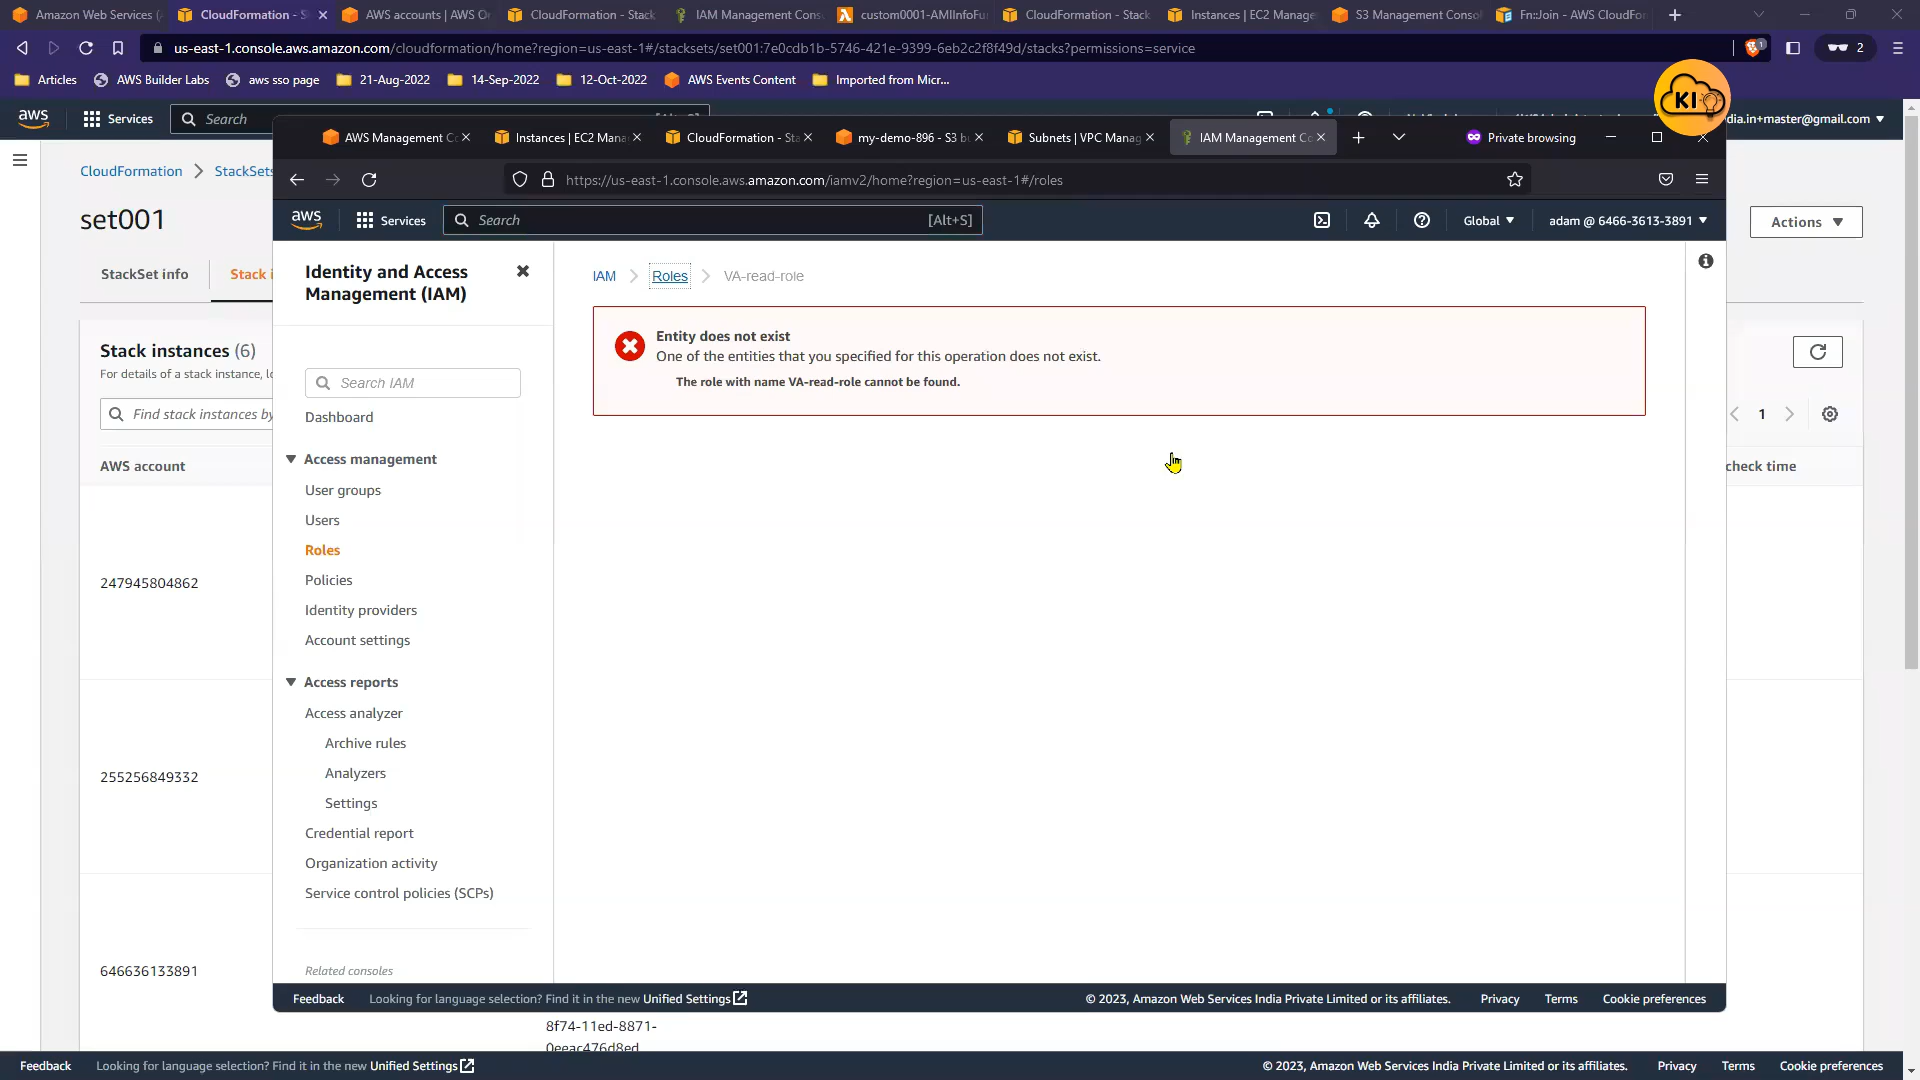 Amazon Web Services (
CloudFormation - S
AWS accounts | AWS Or
CloudFormation - Stack
IAM Management Cons
custom0001-AMIInfoFu
CloudFormation - Stack
Instances | EC2 Manage
S3 Management Conso
Fn::Join - AWS CloudFor
us-east-1.console.aws.amazon.com/cloudformation/home?region=us-east-1#/stacksets/set001:7e0cdb1b-5746-421e-9399-6eb2c2f8f49d/stacks?permissions=service
1
2
Articles
AWS Builder Labs
aws sso page
21-Aug-2022
14-Sep-2022
12-Oct-2022
AWS Events Content
Imported from Micr...
KI
aws
Services
Search
dia.in+master@gmail.com
AWS Management Co
Instances | EC2 Mana
CloudFormation - Sta
my-demo-896 - S3 bu
Subnets | VPC Manag
IAM Management Co
Private browsing
CloudFormation
StackSets
https://us-east-1.console.aws.amazon.com/iamv2/home?region=us-east-1#/roles
set001
aws
Services
Search
[Alt+S]
Global
adam @ 6466-3613-3891
Actions
StackSet info
Stack i
Identity and Access
Management (IAM)
IAM
Roles
VA-read-role
Entity does not exist
One of the entities that you specified for this operation does not exist.
The role with name VA-read-role cannot be found.
Stack instances (6)
For details of a stack instance, lo
Find stack instances by
1
AWS account
check time
Search IAM
Dashboard
Access management
User groups
Users
Roles
Policies
Identity providers
Account settings
Access reports
Access analyzer
Archive rules
Analyzers
Settings
Credential report
Organization activity
Service control policies (SCPs)
Related consoles
247945804862
255256849332
646636133891
Feedback
Looking for language selection? Find it in the new Unified Settings
© 2023, Amazon Web Services India Private Limited or its affiliates.
Privacy
Terms
Cookie preferences
8f74-11ed-8871-
0eeac476d8ed
Feedback
Looking for language selection? Find it in the new Unified Settings
© 2023, Amazon Web Services India Private Limited or its affiliates.
Privacy
Terms
Cookie preferences